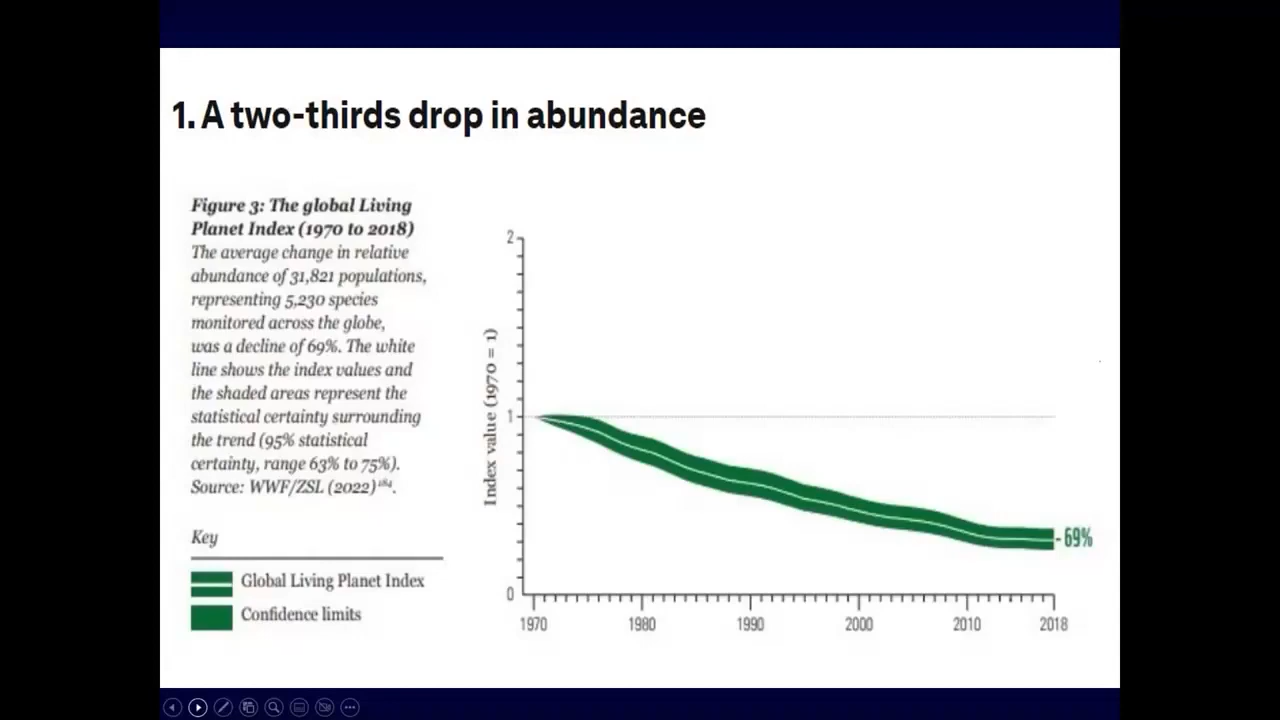 1. A two-thirds drop in abundance
Figure 3: The global Living
Planet Index (1970 to 2018)
The average change in relative
abundance of 31,821 populations,
representing 5,230 species
monitored across the globe,
was a decline of 69%. The white
line shows the index values and
the shaded areas represent the
statistical certainty surrounding
the trend (95% statistical
certainty, range 63% to 75%).
Source: WWF/ZSL (2022)¹⁸⁴.
Key
Global Living Planet Index
Confidence limits
Index value (1970 = 1)
2
1
0
1970 1980 1990 2000 2010 2018
- 69%